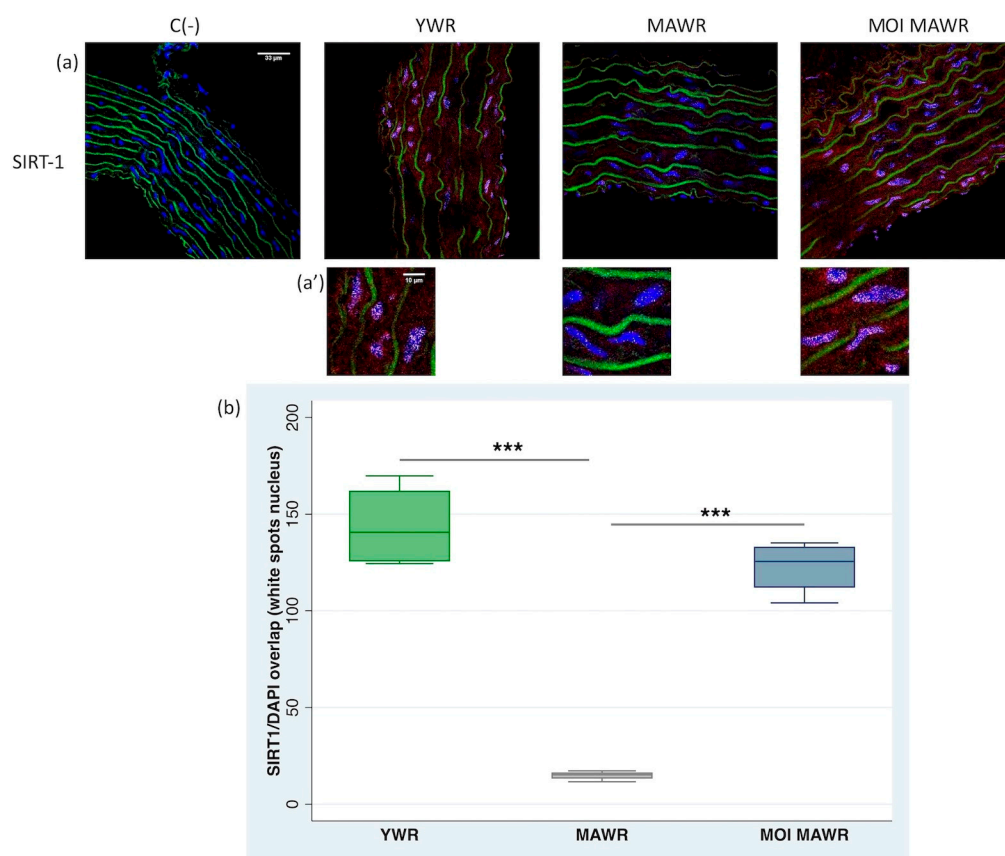 C(-) YWR MAWR MOI MAWR
(a)
33 µm
SIRT-1
(a’)
10 µm
(b)
200
***
***
150
100
50
0
SIRT1/DAPI overlap (white spots nucleus)
YWR MAWR MOI MAWR